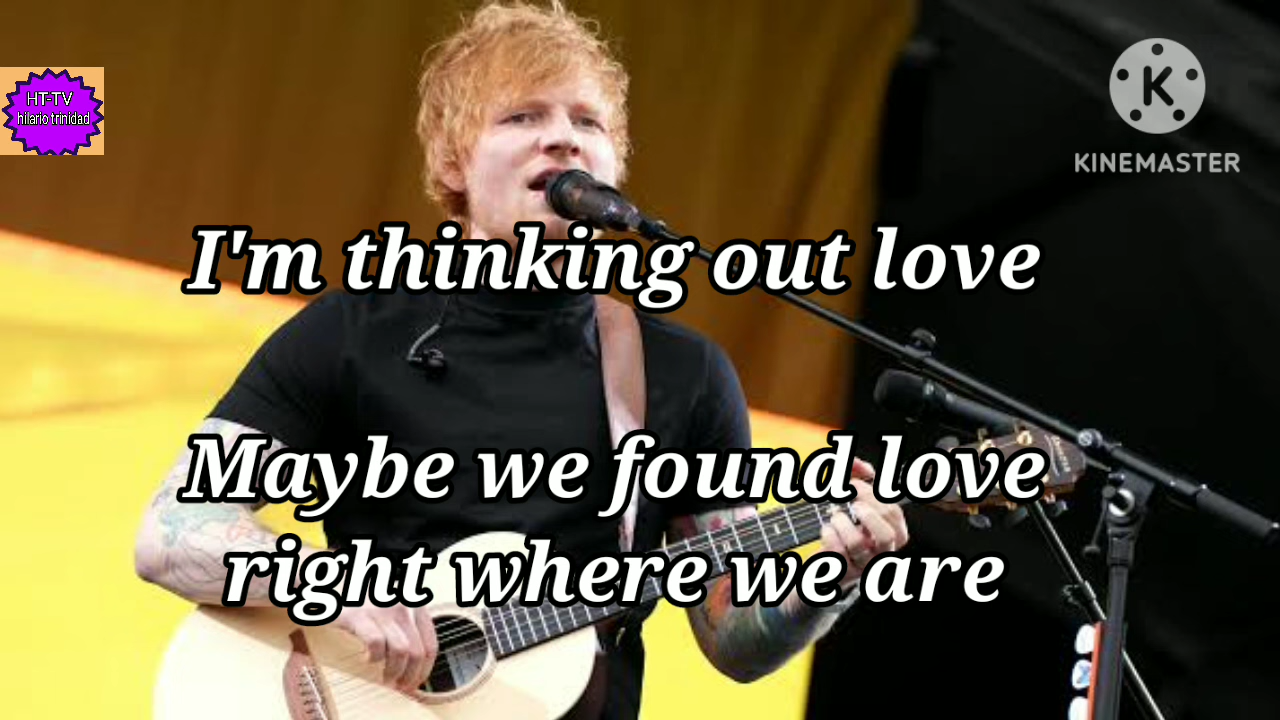 HT-TV
hilario trinidad
K
KINEMASTER
I'm thinking out love
Maybe we found love
right where we are